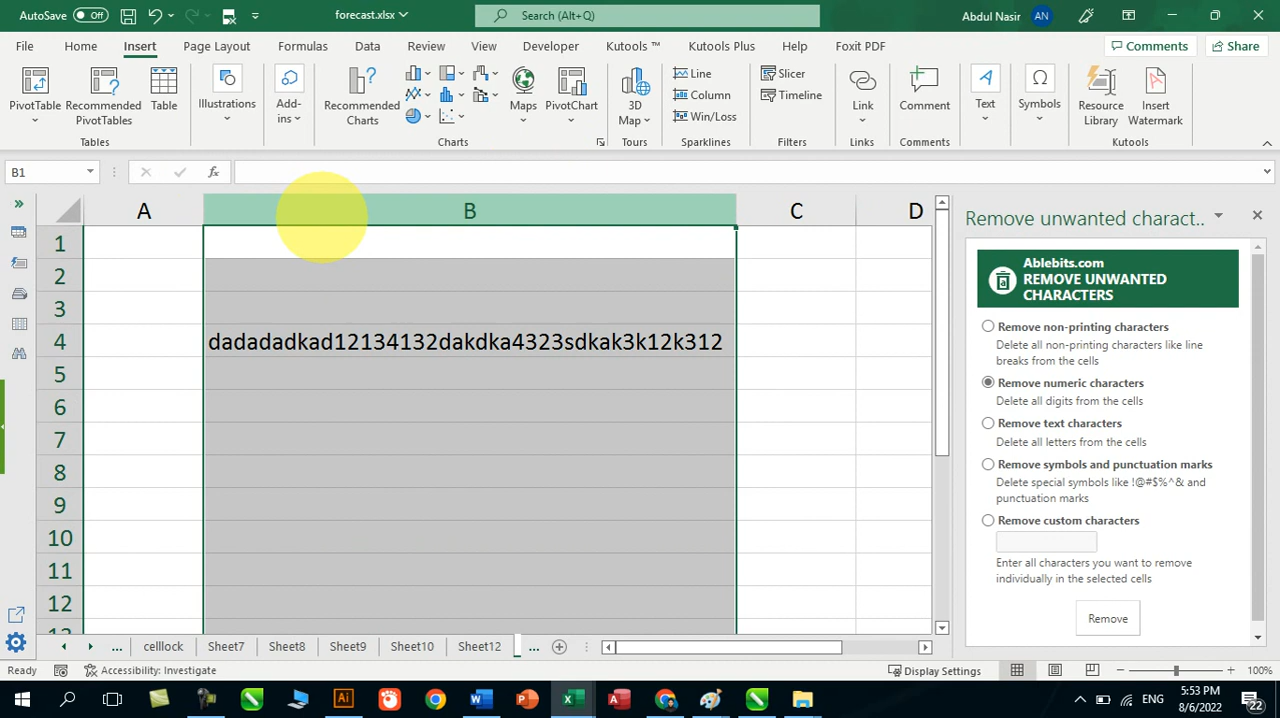 AutoSave Off forecast.xlsx Search (Alt+Q) Abdul Nasir AN
File Home Insert Page Layout Formulas Data Review View Developer Kutools ™ Kutools Plus Help Foxit PDF Comments Share
PivotTable Recommended PivotTables Table Illustrations Add-ins Recommended Charts Maps PivotChart 3D Map Line Column Win/Loss Slicer Timeline Link Comment Text Symbols Resource Library Insert Watermark
Tables Charts Tours Sparklines Filters Comments Kutools
B1 fx
A B C D
1
2
3
4 dadadadkad12134132dakdka4323sdkak3k12k312
5
6
7
8
9
10
11
12
13
Remove unwanted charact..
Ablebits.com
REMOVE UNWANTED
CHARACTERS
Remove non-printing characters
Delete all non-printing characters like line
breaks from the cells
Remove numeric characters
Delete all digits from the cells
Remove text characters
Delete all letters from the cells
Remove symbols and punctuation marks
Delete special symbols like !@#$%^& and
punctuation marks
Remove custom characters
Enter all characters you want to remove
individually in the selected cells
Remove
... celllock Sheet7 Sheet8 Sheet9 Sheet10 Sheet12 ...
Ready Accessibility: Investigate Display Settings 100%
ENG 5:53 PM
8/6/2022 22